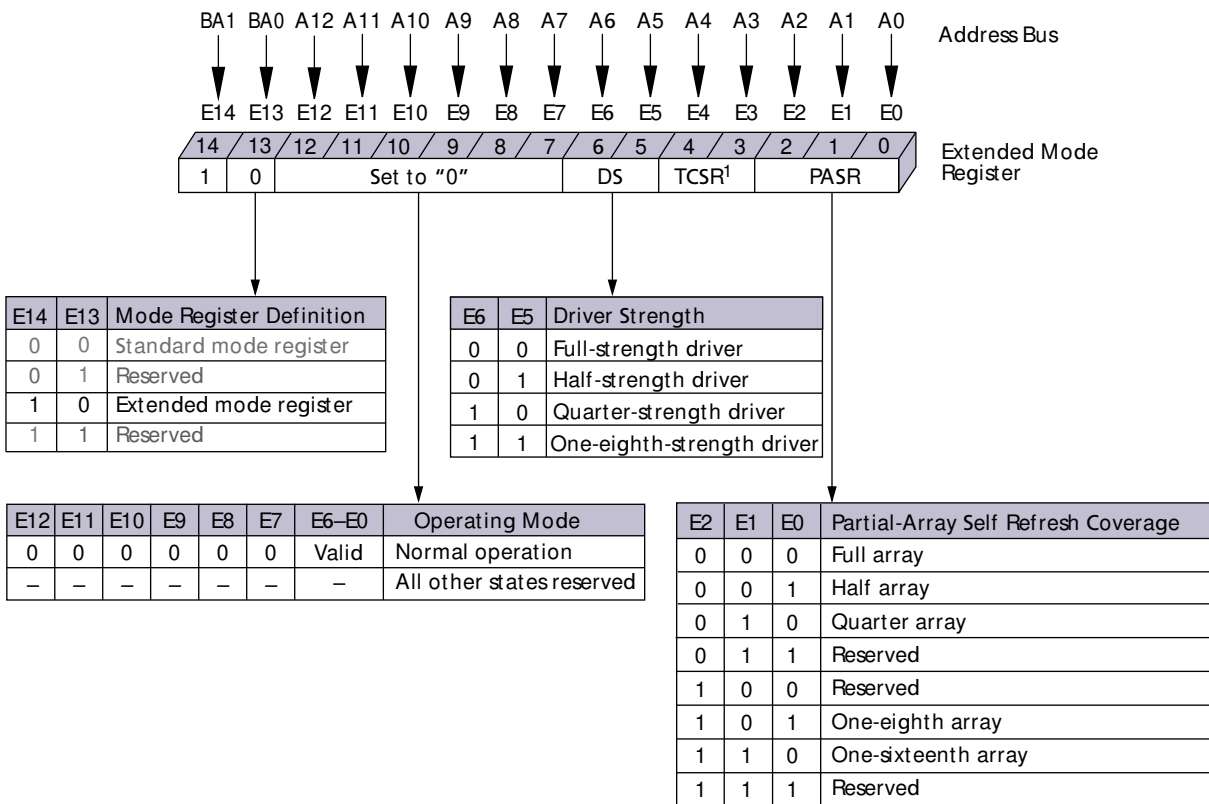 BA1 BA0 A12 A11 A10 A9 A8 A7 A6 A5 A4 A3 A2 A1 A0 Address Bus
E14 E13 E12 E11 E10 E9 E8 E7 E6 E5 E4 E3 E2 E1 E0
14 13 12 11 10 9 8 7 6 5 4 3 2 1 0 Extended Mode
Register
1 0 Set to “0” DS TCSR1 PASR
E14 E13 Mode Register Definition
0 0 Standard mode register
0 1 Reserved
1 0 Extended mode register
1 1 Reserved
E6 E5 Driver Strength
0 0 Full-strength driver
0 1 Half-strength driver
1 0 Quarter-strength driver
1 1 One-eighth-strength driver
E12 E11 E10 E9 E8 E7 E6–E0 Operating Mode
0 0 0 0 0 0 Valid Normal operation
– – – – – – – All other states reserved
E2 E1 E0 Partial-Array Self Refresh Coverage
0 0 0 Full array
0 0 1 Half array
0 1 0 Quarter array
0 1 1 Reserved
1 0 0 Reserved
1 0 1 One-eighth array
1 1 0 One-sixteenth array
1 1 1 Reserved